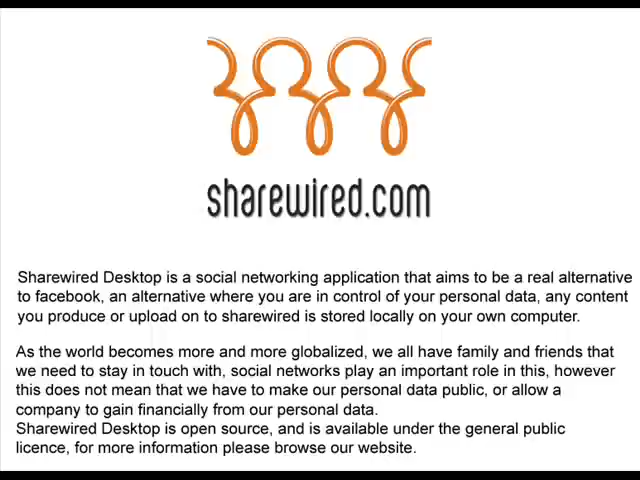 sharewired.com
Sharewired Desktop is a social networking application that aims to be a real alternative
to facebook, an alternative where you are in control of your personal data, any content
you produce or upload on to sharewired is stored locally on your own computer.
As the world becomes more and more globalized, we all have family and friends that
we need to stay in touch with, social networks play an important role in this, however
this does not mean that we have to make our personal data public, or allow a
company to gain financially from our personal data.
Sharewired Desktop is open source, and is available under the general public
licence, for more information please browse our website.